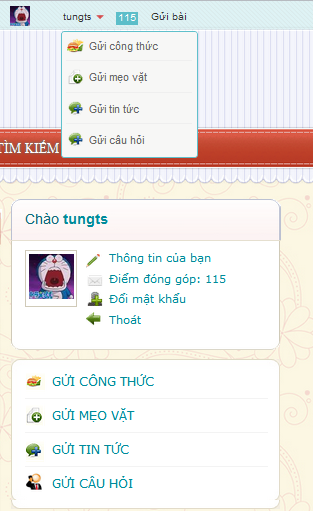 tungts 115 Gửi bài
Gửi công thức
Gửi mẹo vặt
Gửi tin tức
Gửi câu hỏi
TÌM KIẾM
Chào tungts
Thông tin của bạn
Điểm đóng góp: 115
Đổi mật khẩu
Thoát
GỬI CÔNG THỨC
GỬI MẸO VẶT
GỬI TIN TỨC
GỬI CÂU HỎI